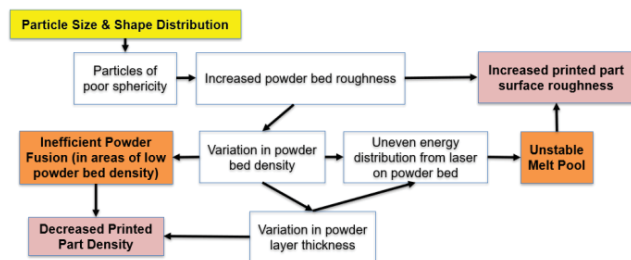 Particle Size & Shape Distribution
Particles of
poor sphericity
Increased powder bed roughness
Increased printed part
surface roughness
Inefficient Powder
Fusion (in areas of low
powder bed density)
Variation in powder
bed density
Uneven energy
distribution from laser
on powder bed
Unstable
Melt Pool
Decreased Printed
Part Density
Variation in powder
layer thickness